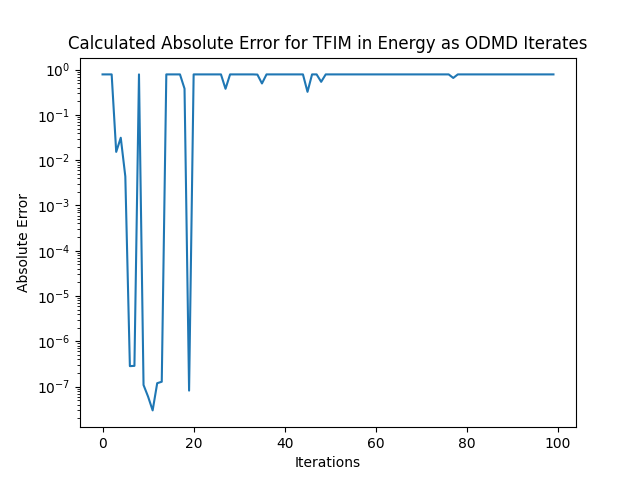 Calculated Absolute Error for TFIM in Energy as ODMD Iterates
Absolute Error
10⁰
10⁻¹
10⁻²
10⁻³
10⁻⁴
10⁻⁵
10⁻⁶
10⁻⁷
0 20 40 60 80 100
Iterations